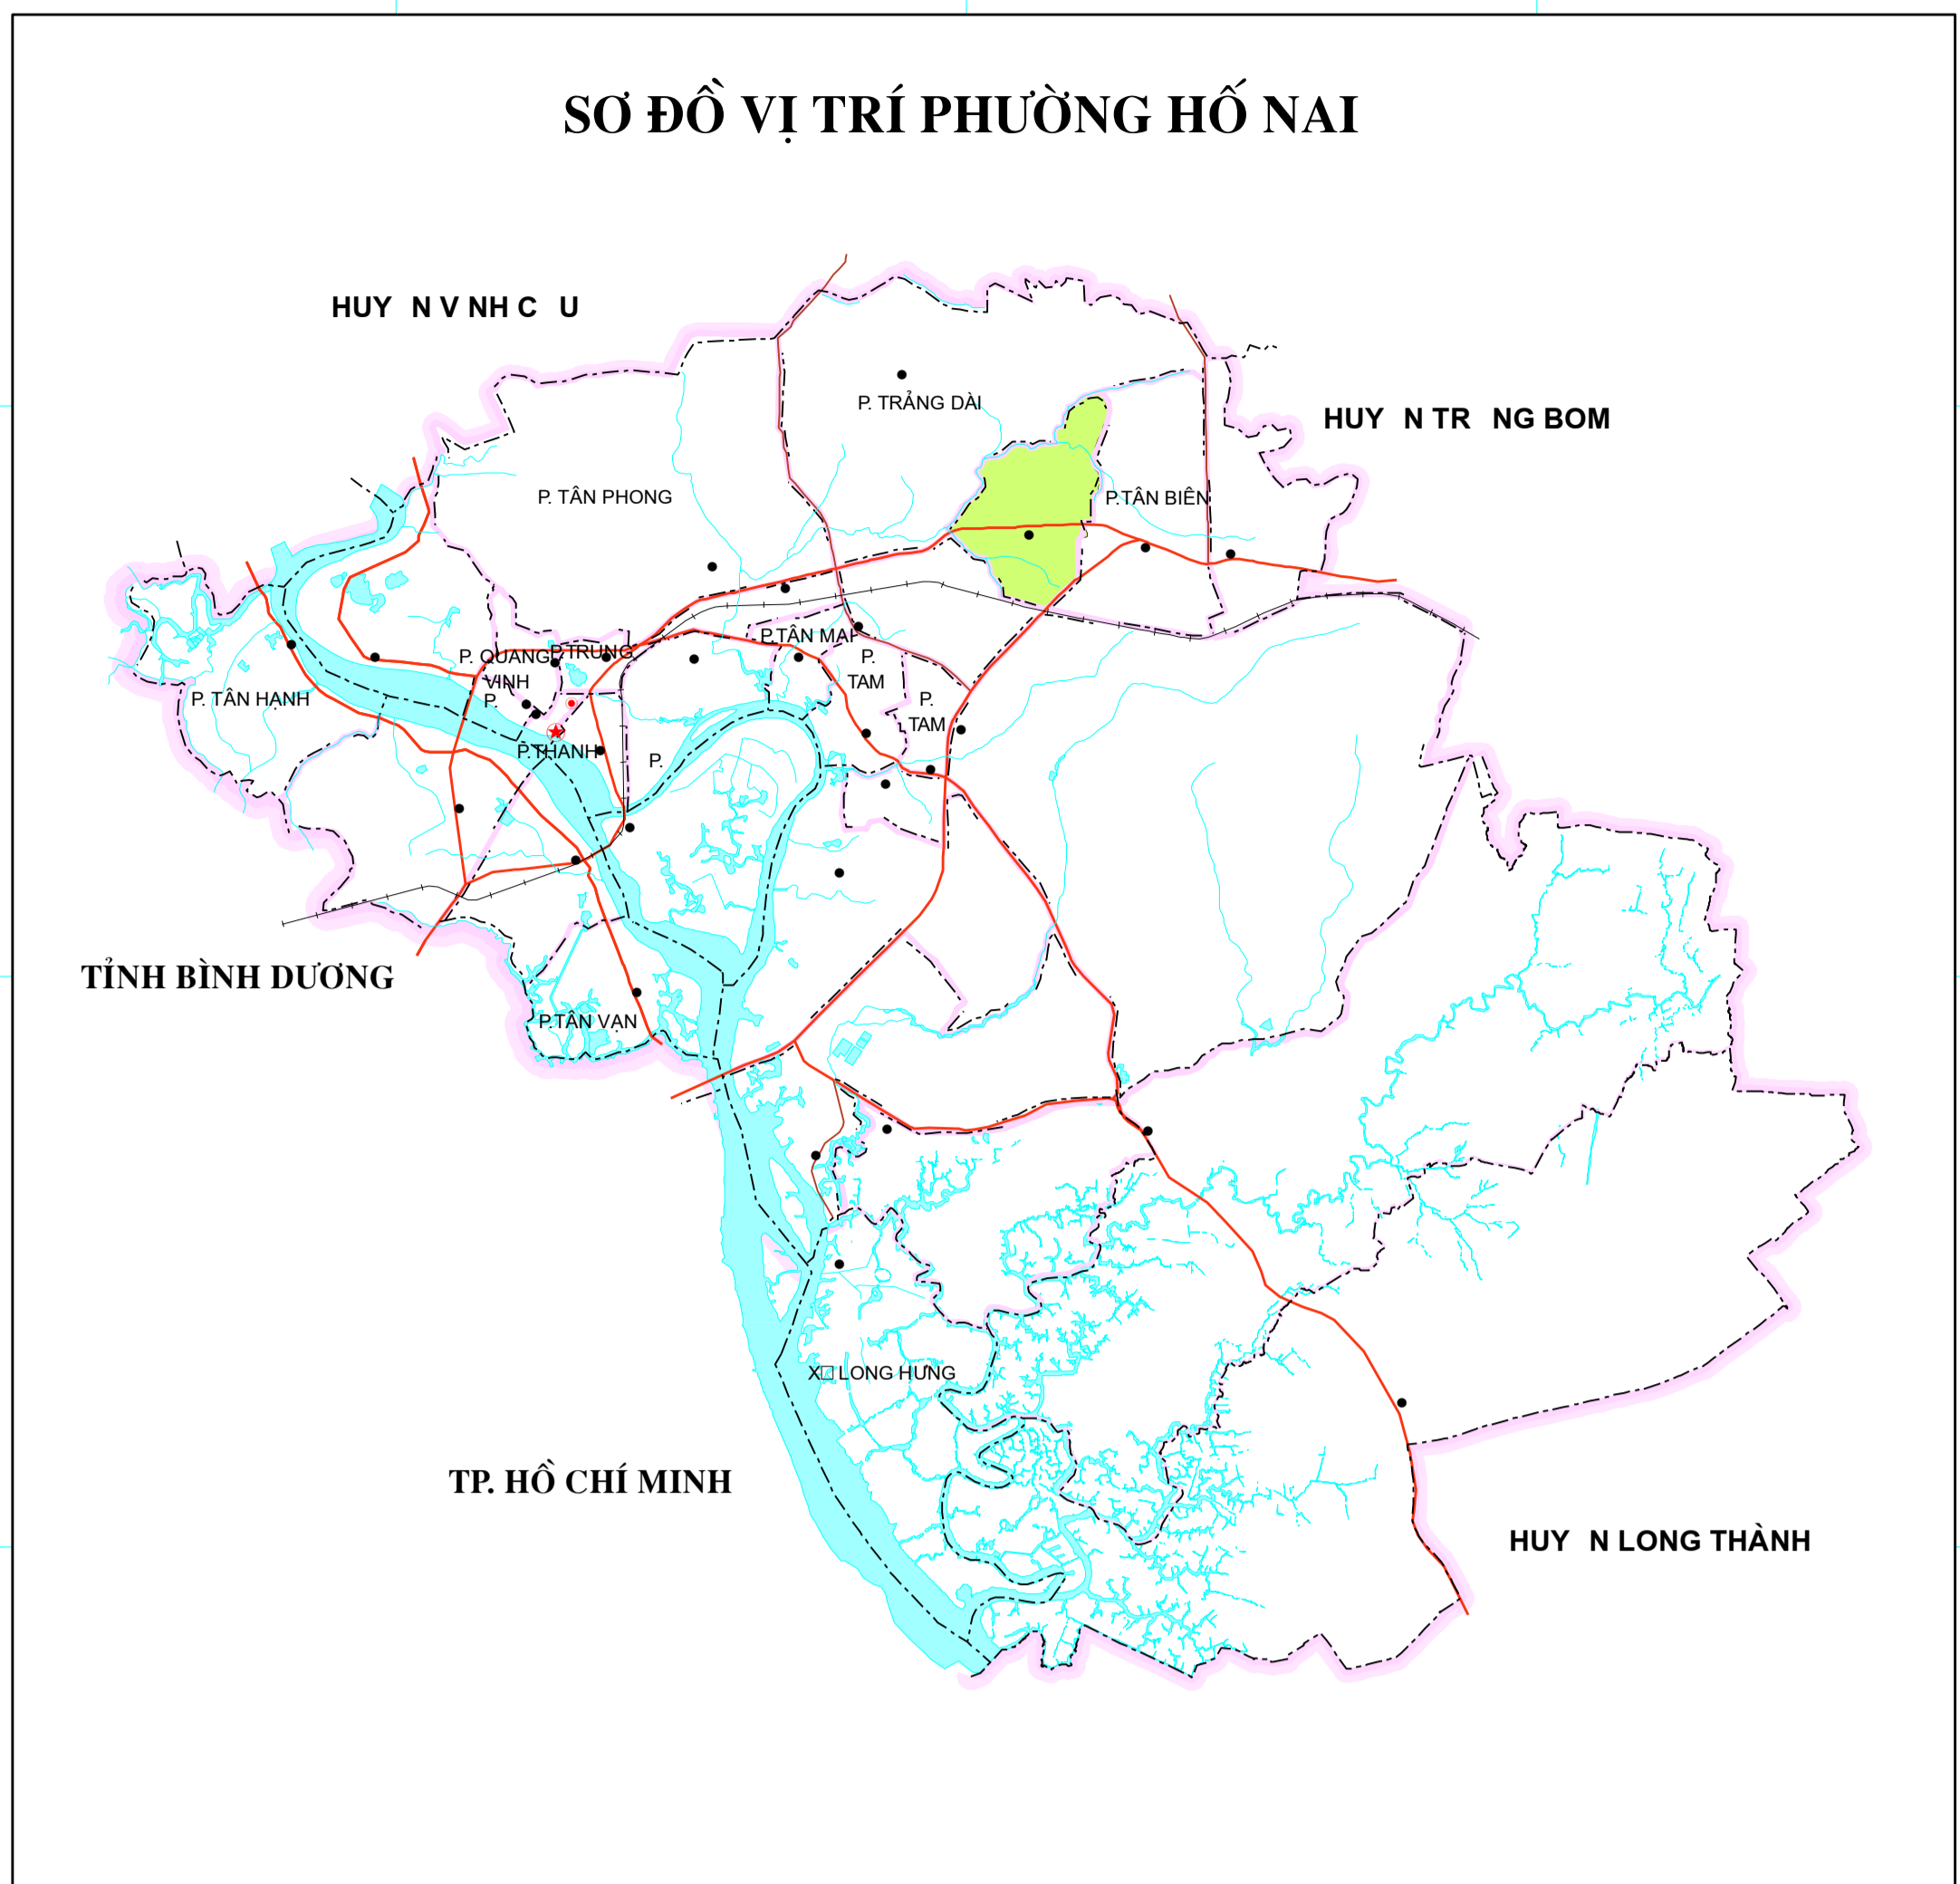 SƠ ĐỒ VỊ TRÍ PHƯỜNG HỐ NAI
HUY N V NH C U
P. TRẢNG DÀI
HUY N TR NG BOM
P. TÂN PHONG
P.TÂN BIÊN
P.TÂN MAI
P. QUANG
VINH
P.TRUNG
P.
TAM
P.
TAM
P. TÂN HẠNH
P.
P.THANH
P.
TỈNH BÌNH DƯƠNG
P.TÂN VẠN
X□ LONG HƯNG
TP. HỒ CHÍ MINH
HUY N LONG THÀNH